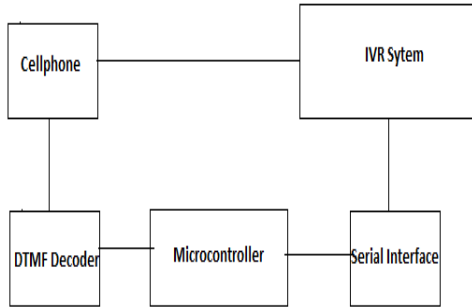 Cellphone
IVR Sytem
DTMF Decoder
Microcontroller
Serial Interface